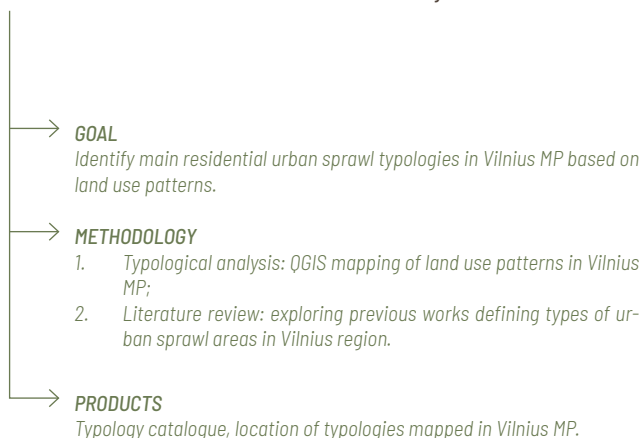 GOAL
Identify main residential urban sprawl typologies in Vilnius MP based on
land use patterns.
METHODOLOGY
1. Typological analysis: QGIS mapping of land use patterns in Vilnius
MP;
2. Literature review: exploring previous works defining types of ur-
ban sprawl areas in Vilnius region.
PRODUCTS
Typology catalogue, location of typologies mapped in Vilnius MP.